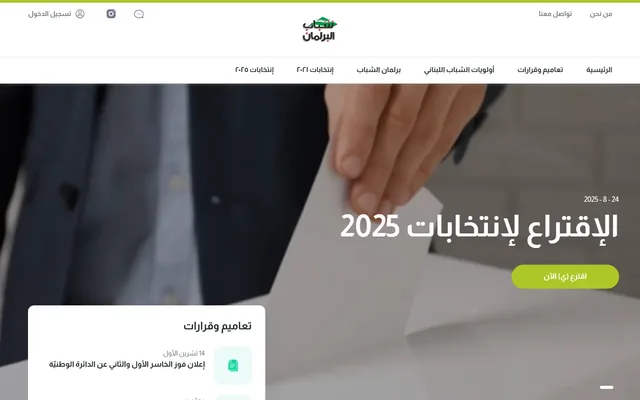 من نحن
تواصل معنا
تسجيل الدخول
شباب
البرلمان
الرئيسية
تعاميم وقرارات
أولويات الشباب اللبناني
برلمان الشباب
إنتخابات ٢٠٢١
إنتخابات ٢٠٢٥
24 - 8 - 2025
الإقتراع لإنتخابات 2025
اقترع (ي) الآن
تعاميم وقرارات
14 تشرين الأول
إعلان فوز الخاسر الأول والثاني عن الدائرة الوطنيّة